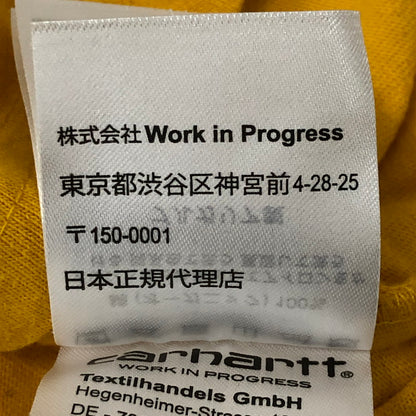 株式会社Work in Progress
東京都渋谷区神宮前4-28-25
〒150-0001
日本正規代理店
carhartt
WORK IN PROGRESS
Textilhandels GmbH
Hegenheimer-Strasse
DE - 79